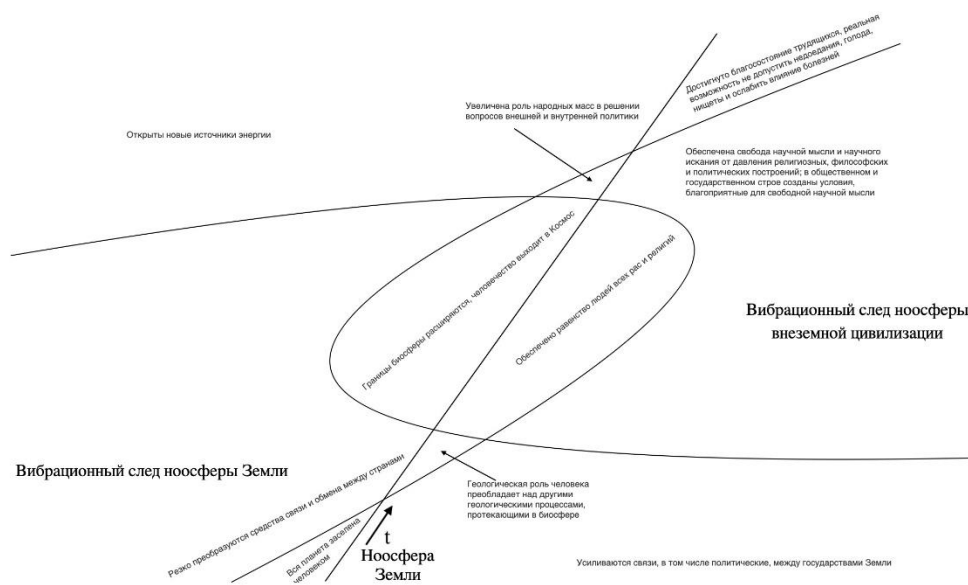 Достигнуто благосостояние трудящихся, реальная
возможность не допустить недоедания, голода,
нищеты и ослабить влияние болезней
Увеличена роль народных масс в решении
вопросов внешней и внутренней политики
Открыты новые источники энергии
Обеспечена свобода научной мысли и научного
искания от давления религиозных, философских
и политических построений; в общественном и
государственном строе созданы условия,
благоприятные для свободной научной мысли
Границы биосферы расширяются, человечество выходит в Космос
Обеспечено равенство людей всех рас и религий
Вибрационный след ноосферы
внеземной цивилизации
Вибрационный след ноосферы Земли
Резко преобразуются средства связи и обмена между странами
Геологическая роль человека
преобладает над другими
геологическими процессами,
протекающими в биосфере
Вся планета заселена
человеком
t
Ноосфера
Земли
Усиливаются связи, в том числе политические, между государствами Земли